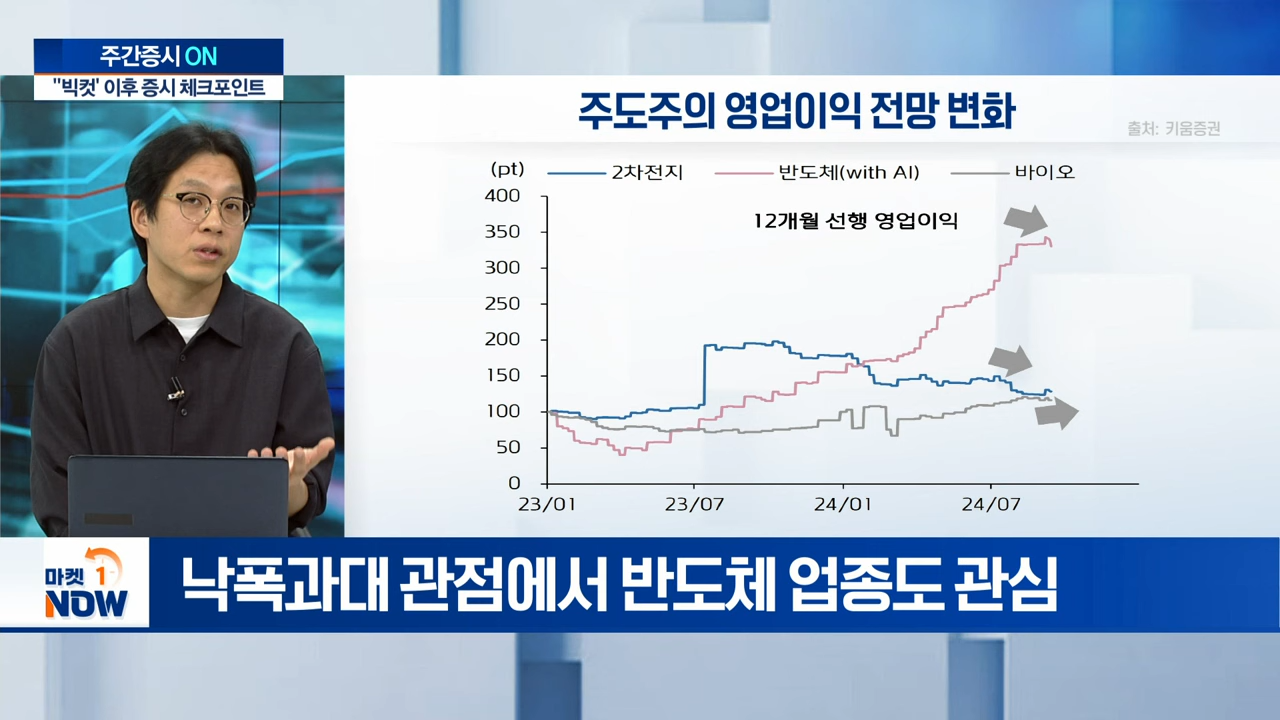 주간증시 ON
"빅컷' 이후 증시 체크포인트
주도주의 영업이익 전망 변화
출처: 키움증권
(pt) 2차전지 반도체(with AI) 바이오
12개월 선행 영업이익
400
350
300
250
200
150
100
50
0
23/01 23/07 24/01 24/07
마켓 1
NOW
낙폭과대 관점에서 반도체 업종도 관심